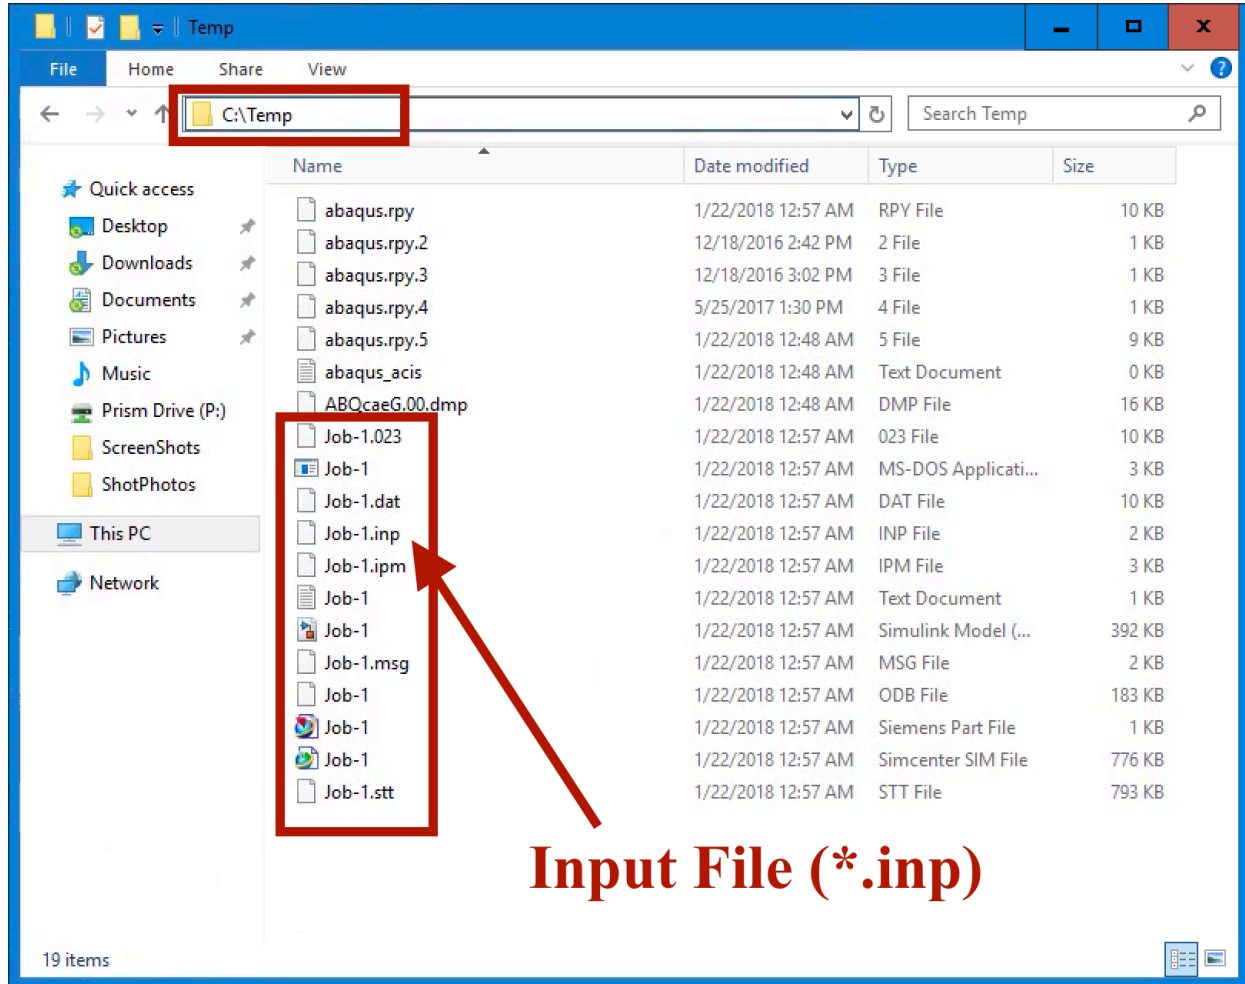 Temp
File Home Share View
C:\Temp Search Temp
Name Date modified Type Size
Quick access
Desktop
Downloads
Documents
Pictures
Music
Prism Drive (P:)
ScreenShots
ShotPhotos
This PC
Network
abaqus.rpy 1/22/2018 12:57 AM RPY File 10 KB
abaqus.rpy.2 12/18/2016 2:42 PM 2 File 1 KB
abaqus.rpy.3 12/18/2016 3:02 PM 3 File 1 KB
abaqus.rpy.4 5/25/2017 1:30 PM 4 File 1 KB
abaqus.rpy.5 1/22/2018 12:48 AM 5 File 9 KB
abaqus_acis 1/22/2018 12:48 AM Text Document 0 KB
ABQcaeG.00.dmp 1/22/2018 12:48 AM DMP File 16 KB
Job-1.023 1/22/2018 12:57 AM 023 File 10 KB
Job-1 1/22/2018 12:57 AM MS-DOS Applicati... 3 KB
Job-1.dat 1/22/2018 12:57 AM DAT File 10 KB
Job-1.inp 1/22/2018 12:57 AM INP File 2 KB
Job-1.ipm 1/22/2018 12:57 AM IPM File 3 KB
Job-1 1/22/2018 12:57 AM Text Document 1 KB
Job-1 1/22/2018 12:57 AM Simulink Model (... 392 KB
Job-1.msg 1/22/2018 12:57 AM MSG File 2 KB
Job-1 1/22/2018 12:57 AM ODB File 183 KB
Job-1 1/22/2018 12:57 AM Siemens Part File 1 KB
Job-1 1/22/2018 12:57 AM Simcenter SIM File 776 KB
Job-1.stt 1/22/2018 12:57 AM STT File 793 KB
Input File (*.inp)
19 items